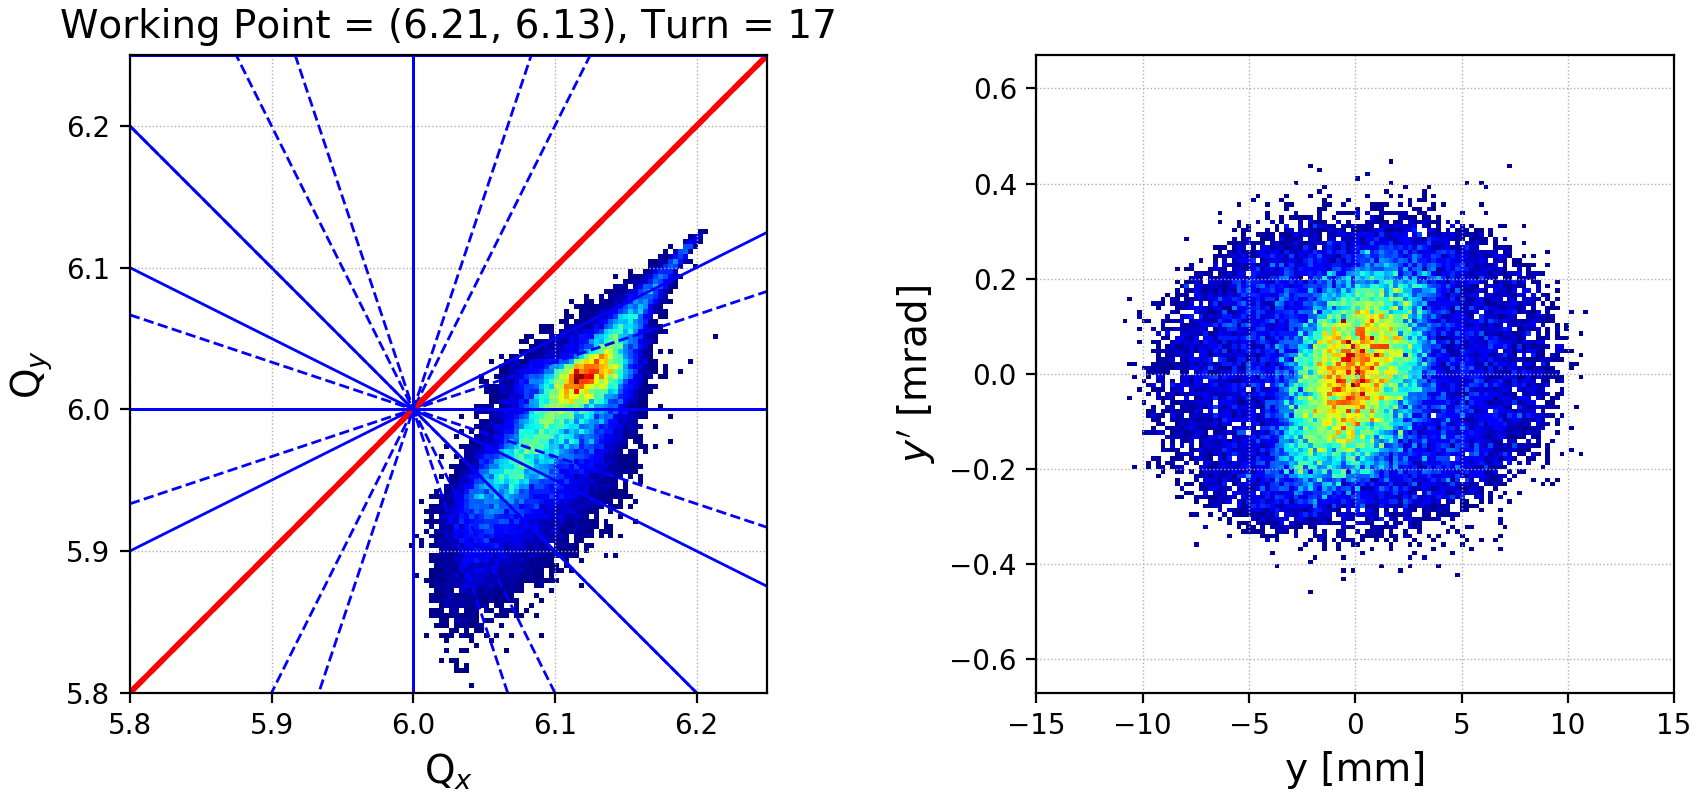 Working Point = (6.21, 6.13), Turn = 17
6.2
6.1
6.0
5.9
5.8
Q_y
5.8 5.9 6.0 6.1 6.2
Q_x
0.6
0.4
0.2
0.0
−0.2
−0.4
−0.6
y′ [mrad]
−15 −10 −5 0 5 10 15
y [mm]